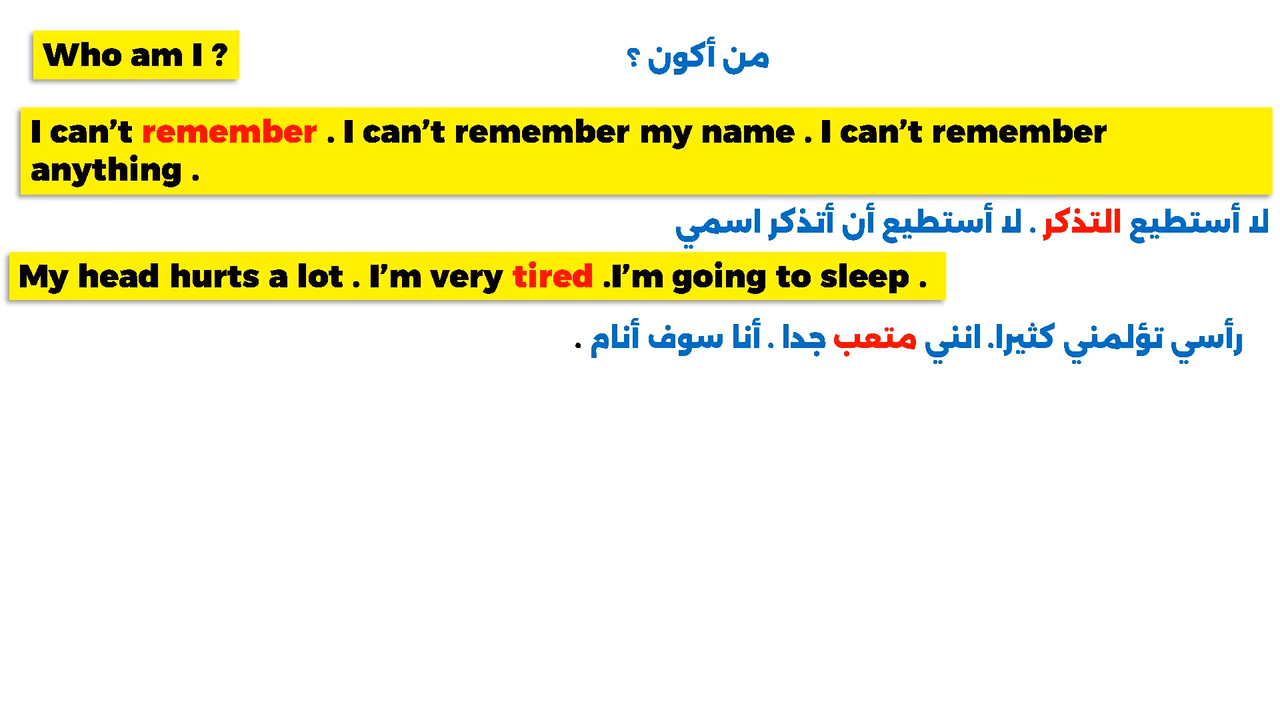 Who am I ?
من أكون ؟
I can’t remember . I can’t remember my name . I can’t remember
anything .
لا أستطيع التذكر . لا أستطيع أن أتذكر اسمي
My head hurts a lot . I’m very tired .I’m going to sleep .
رأسي تؤلمني كثيرا. انني متعب جدا . أنا سوف أنام .